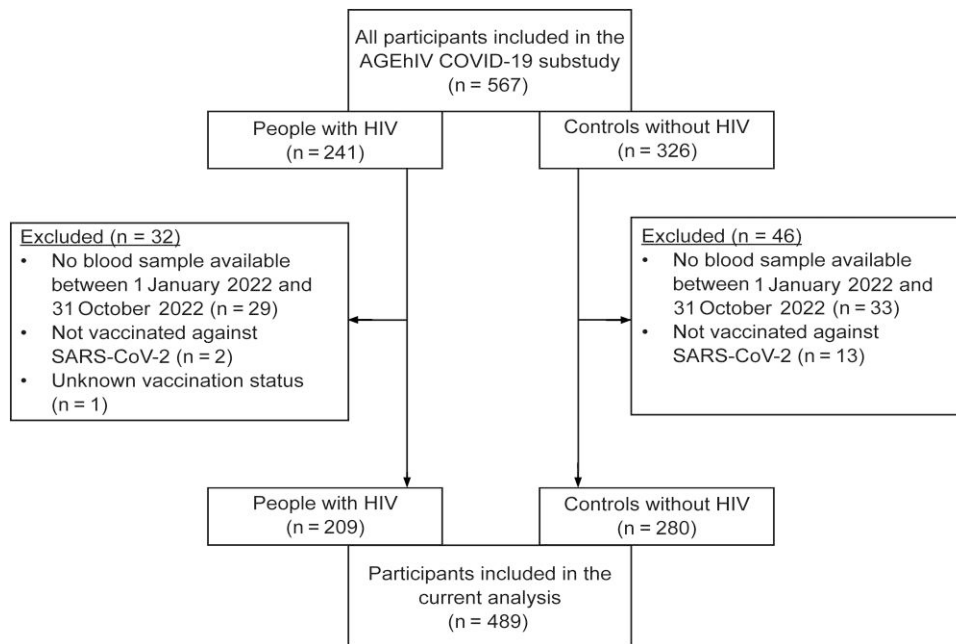 All participants included in the
AGEhIV COVID-19 substudy
(n = 567)
People with HIV
(n = 241)
Controls without HIV
(n = 326)
Excluded (n = 32)
• No blood sample available
between 1 January 2022 and
31 October 2022 (n = 29)
• Not vaccinated against
SARS-CoV-2 (n = 2)
• Unknown vaccination status
(n = 1)
Excluded (n = 46)
• No blood sample available
between 1 January 2022 and
31 October 2022 (n = 33)
• Not vaccinated against
SARS-CoV-2 (n = 13)
People with HIV
(n = 209)
Controls without HIV
(n = 280)
Participants included in the
current analysis
(n = 489)